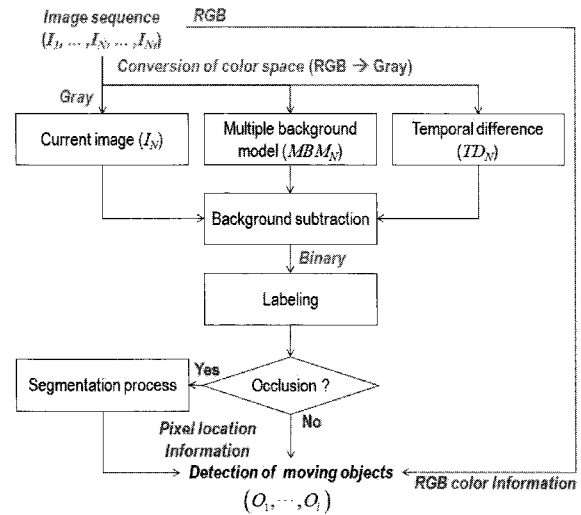 Image sequence
(I1, ... ,IN, ... , INt)
RGB
Conversion of color space (RGB → Gray)
Gray
Current image (IN)
Multiple background
model (MBMN)
Temporal difference
(TDN)
Background subtraction
Binary
Labeling
Occlusion ?
Yes
Segmentation process
No
Pixel location
Information
Detection of moving objects
RGB color Information
(O1, ⋯, Oi)